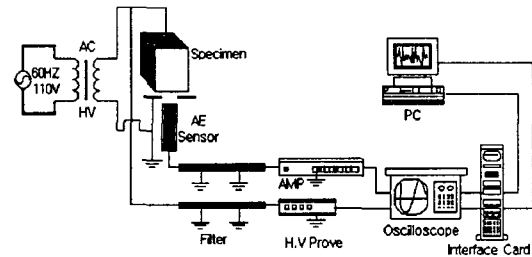 AC
60HZ
110V
HV
Specimen
AE
Sensor
PC
AMP
Filter
H.V Prove
Oscilloscope
Interface Card